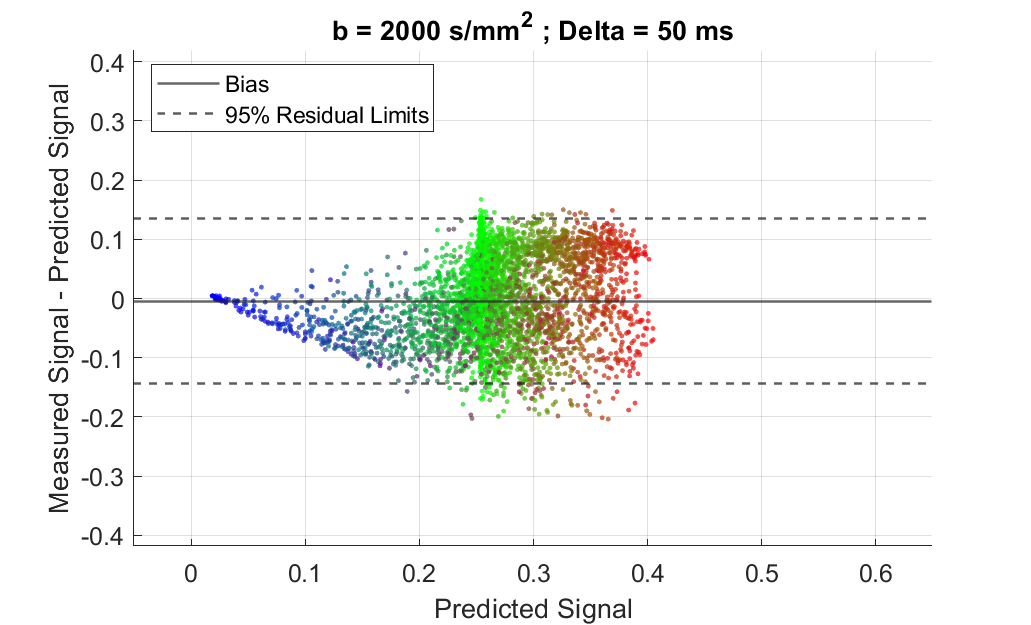 b = 2000 s/mm² ; Delta = 50 ms
Bias
95% Residual Limits
Measured Signal - Predicted Signal
0.4
0.3
0.2
0.1
0
-0.1
-0.2
-0.3
-0.4
0 0.1 0.2 0.3 0.4 0.5 0.6
Predicted Signal